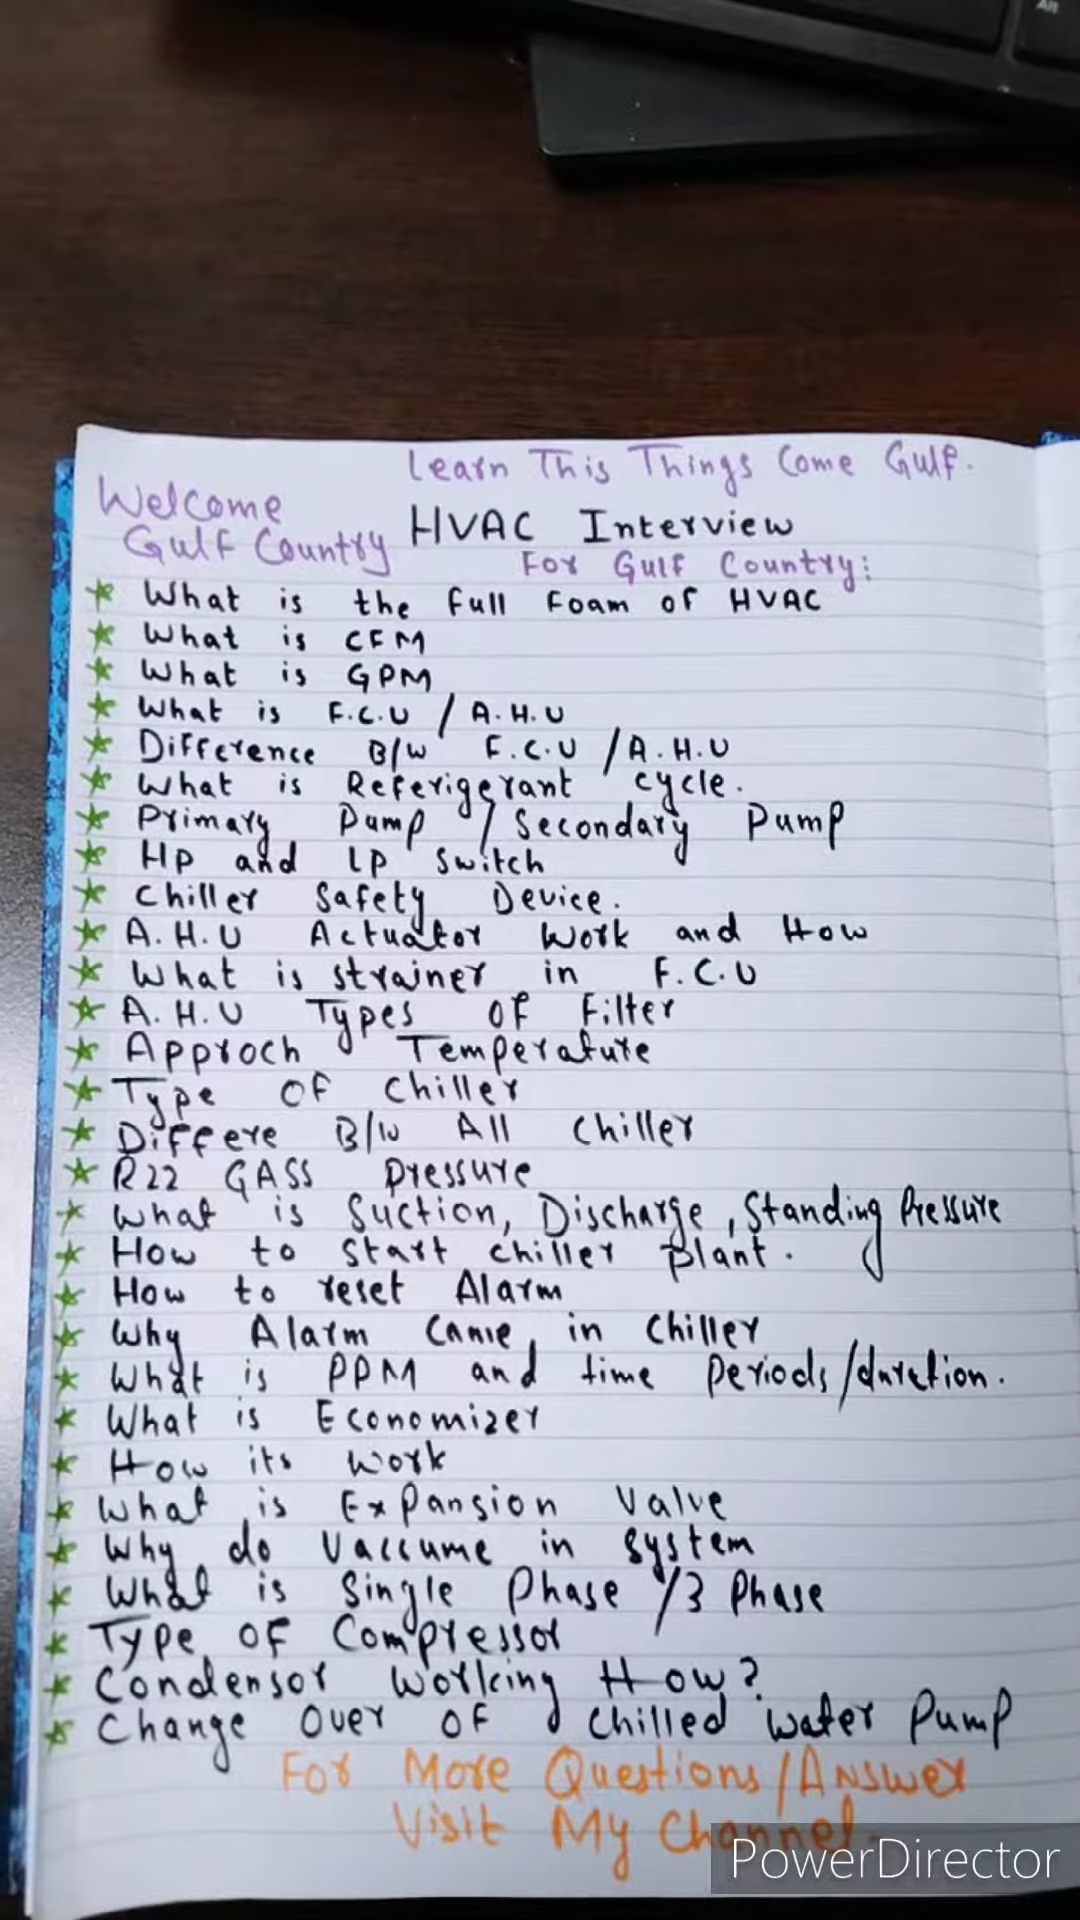 Alt
Learn This Things Come Gulf.
Welcome
Gulf Country
HVAC Interview
For Gulf Country:
* What is the full Foam of HVAC
* What is CFM
* What is GPM
* What is F.C.U / A.H.U
* Difference B/W F.C.U / A.H.U
* What is Referigerant cycle.
* Primary Pump / Secondary Pump
* HP and LP Switch
* Chiller Safety Device.
* A.H.U Actuator Work and How
* What is strainer in F.C.U
* A.H.U Types of Filter
* Approch Temperature
* Type of Chiller
* Differe B/W All Chiller
* R22 GASS Pressure
* What is Suction, Discharge, Standing Pressure
* How to start chiller plant.
* How to reset Alarm
* Why Alarm Came in Chiller
* What is PPM and time Periods/duretion.
* What is Economizer
* How its work
* What is Expansion Valve
* Why do Vaccume in system
* What is Single Phase / 3 Phase
* Type of Compressor
* Condensor Working How?
* Change Over of Chilled water Pump
For More Questions/Answer
Visit My Channel.
PowerDirector